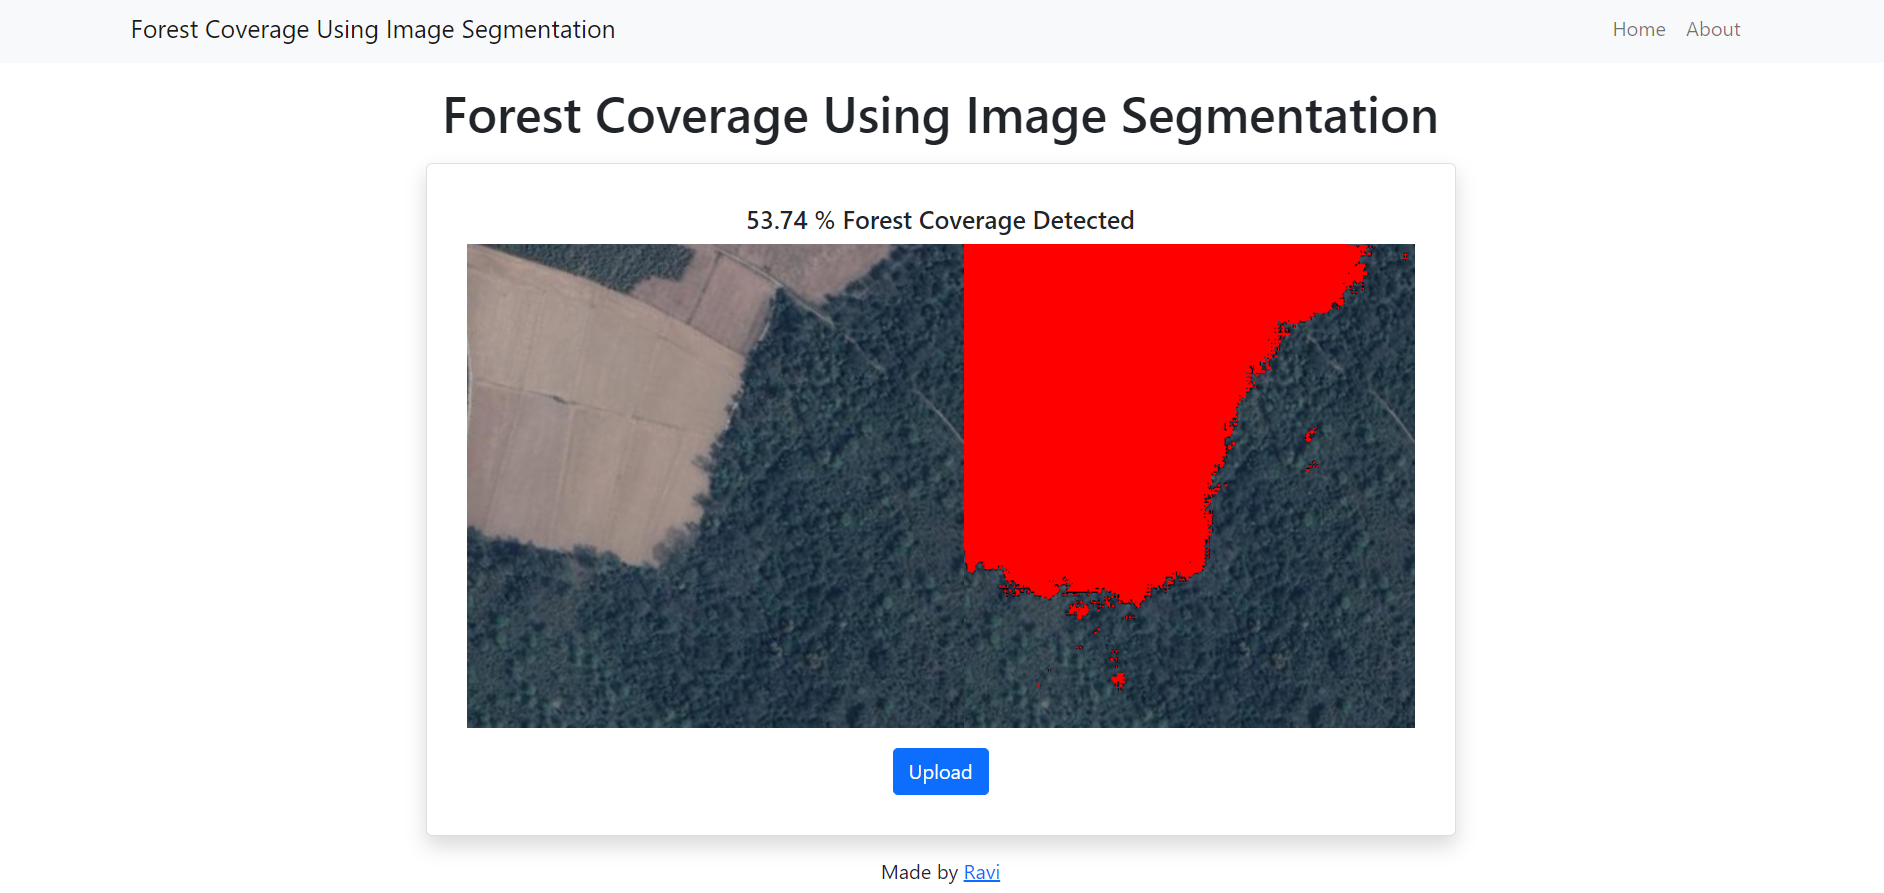 Forest Coverage Using Image Segmentation
Home About
Forest Coverage Using Image Segmentation
53.74 % Forest Coverage Detected
Upload
Made by Ravi